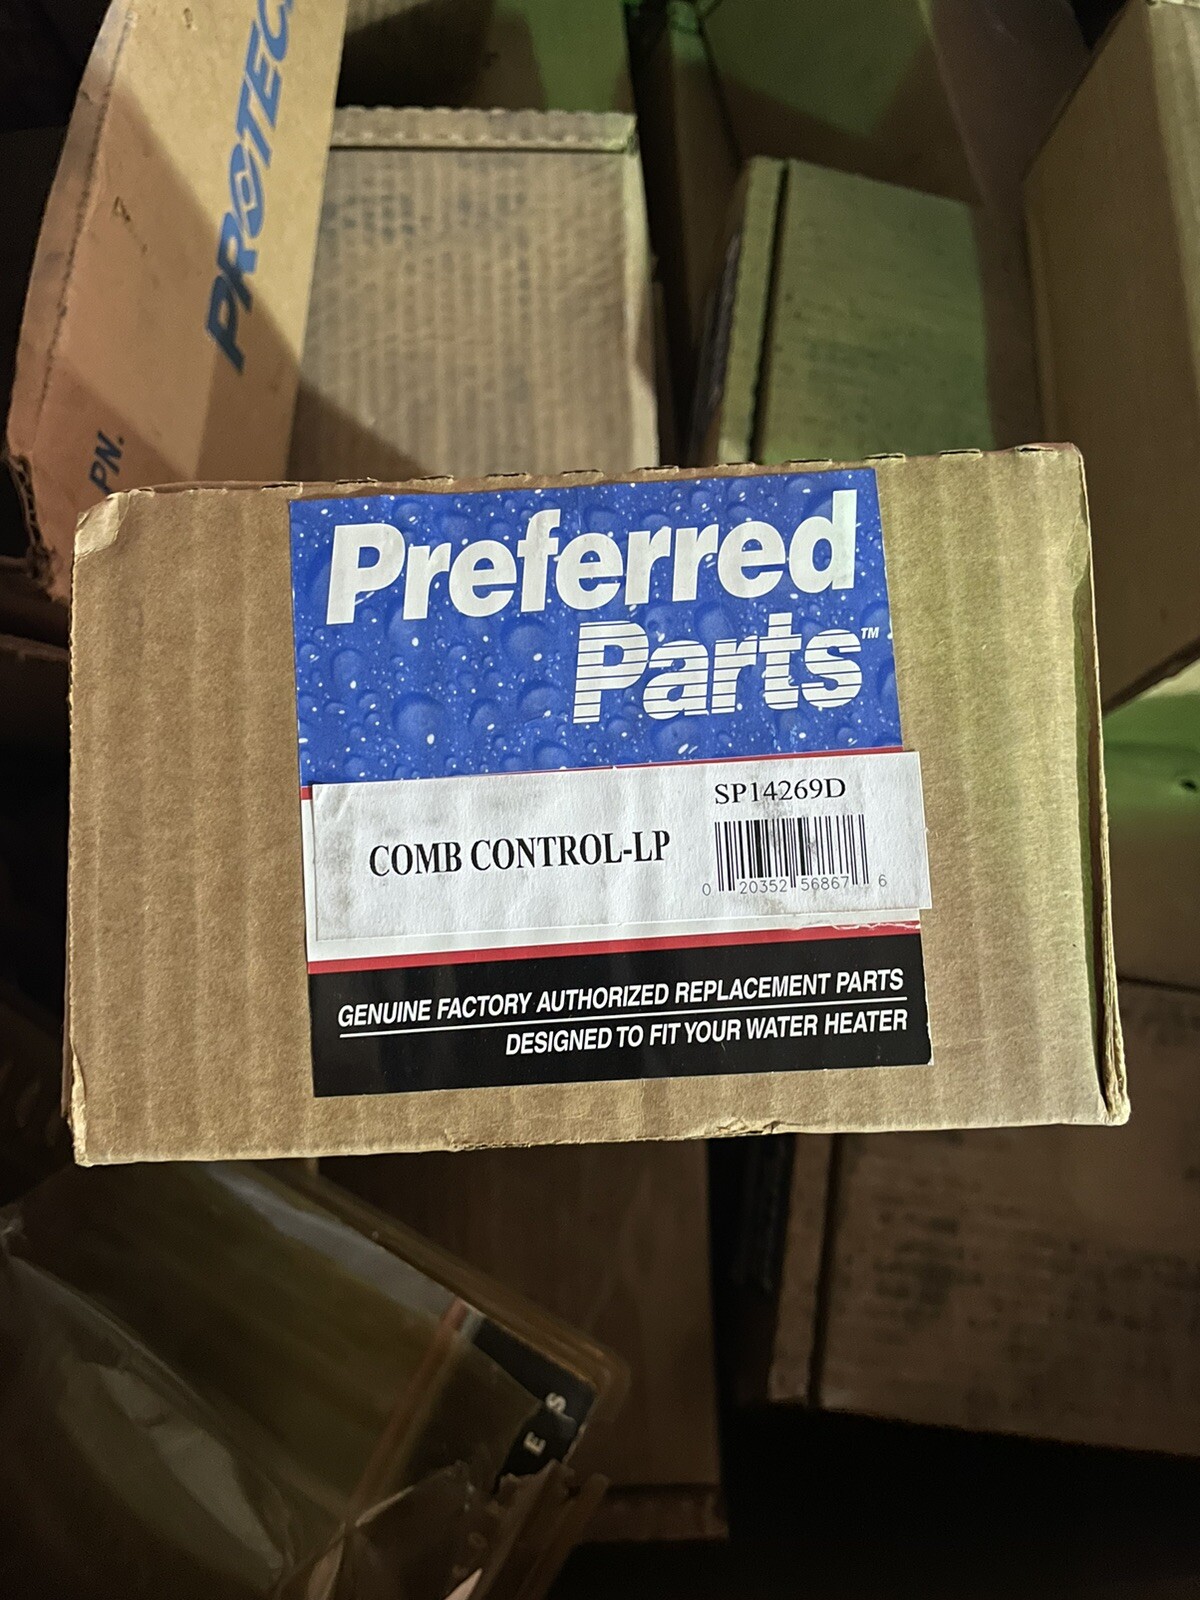 PROTEC
PN.
Preferred
Parts™
SP14269D
COMB CONTROL-LP
0 20352 56867 6
GENUINE FACTORY AUTHORIZED REPLACEMENT PARTS
DESIGNED TO FIT YOUR WATER HEATER
E S